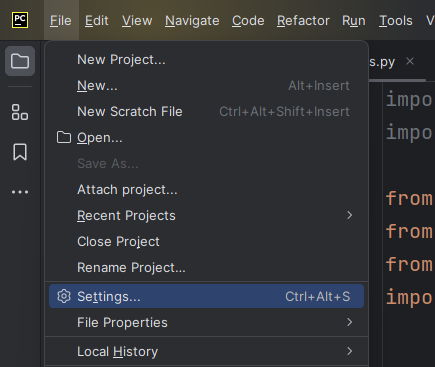 PC File Edit View Navigate Code Refactor Run Tools V
s.py
New Project...
New... Alt+Insert
New Scratch File Ctrl+Alt+Shift+Insert
Open...
Save As...
Attach project...
Recent Projects
Close Project
Rename Project...
Settings... Ctrl+Alt+S
File Properties
Local History
impo
impo
from
from
from
impo